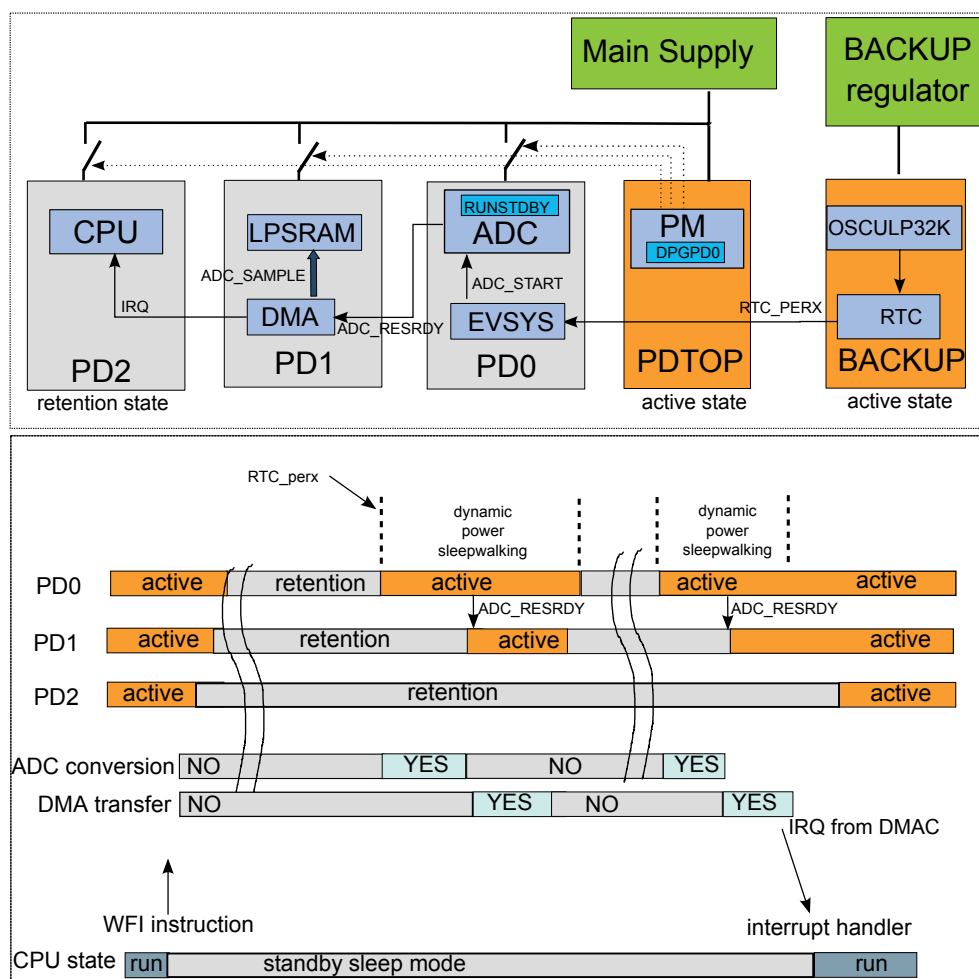 Main Supply
BACKUP
regulator
CPU
IRQ
PD2
retention state
LPSRAM
ADC_SAMPLE
DMA
PD1
ADC_RESRDY
RUNSTDBY
ADC
ADC_START
EVSYS
PD0
PM
DPGPD0
PDTOP
active state
RTC_PERX
OSCULP32K
RTC
BACKUP
active state
RTC_perx
dynamic
power
sleepwalking
dynamic
power
sleepwalking
PD0 active retention active active active
ADC_RESRDY ADC_RESRDY
PD1 active retention active active
PD2 active retention active
ADC conversion NO YES NO YES
DMA transfer NO YES NO YES
IRQ from DMAC
WFI instruction interrupt handler
CPU state run standby sleep mode run